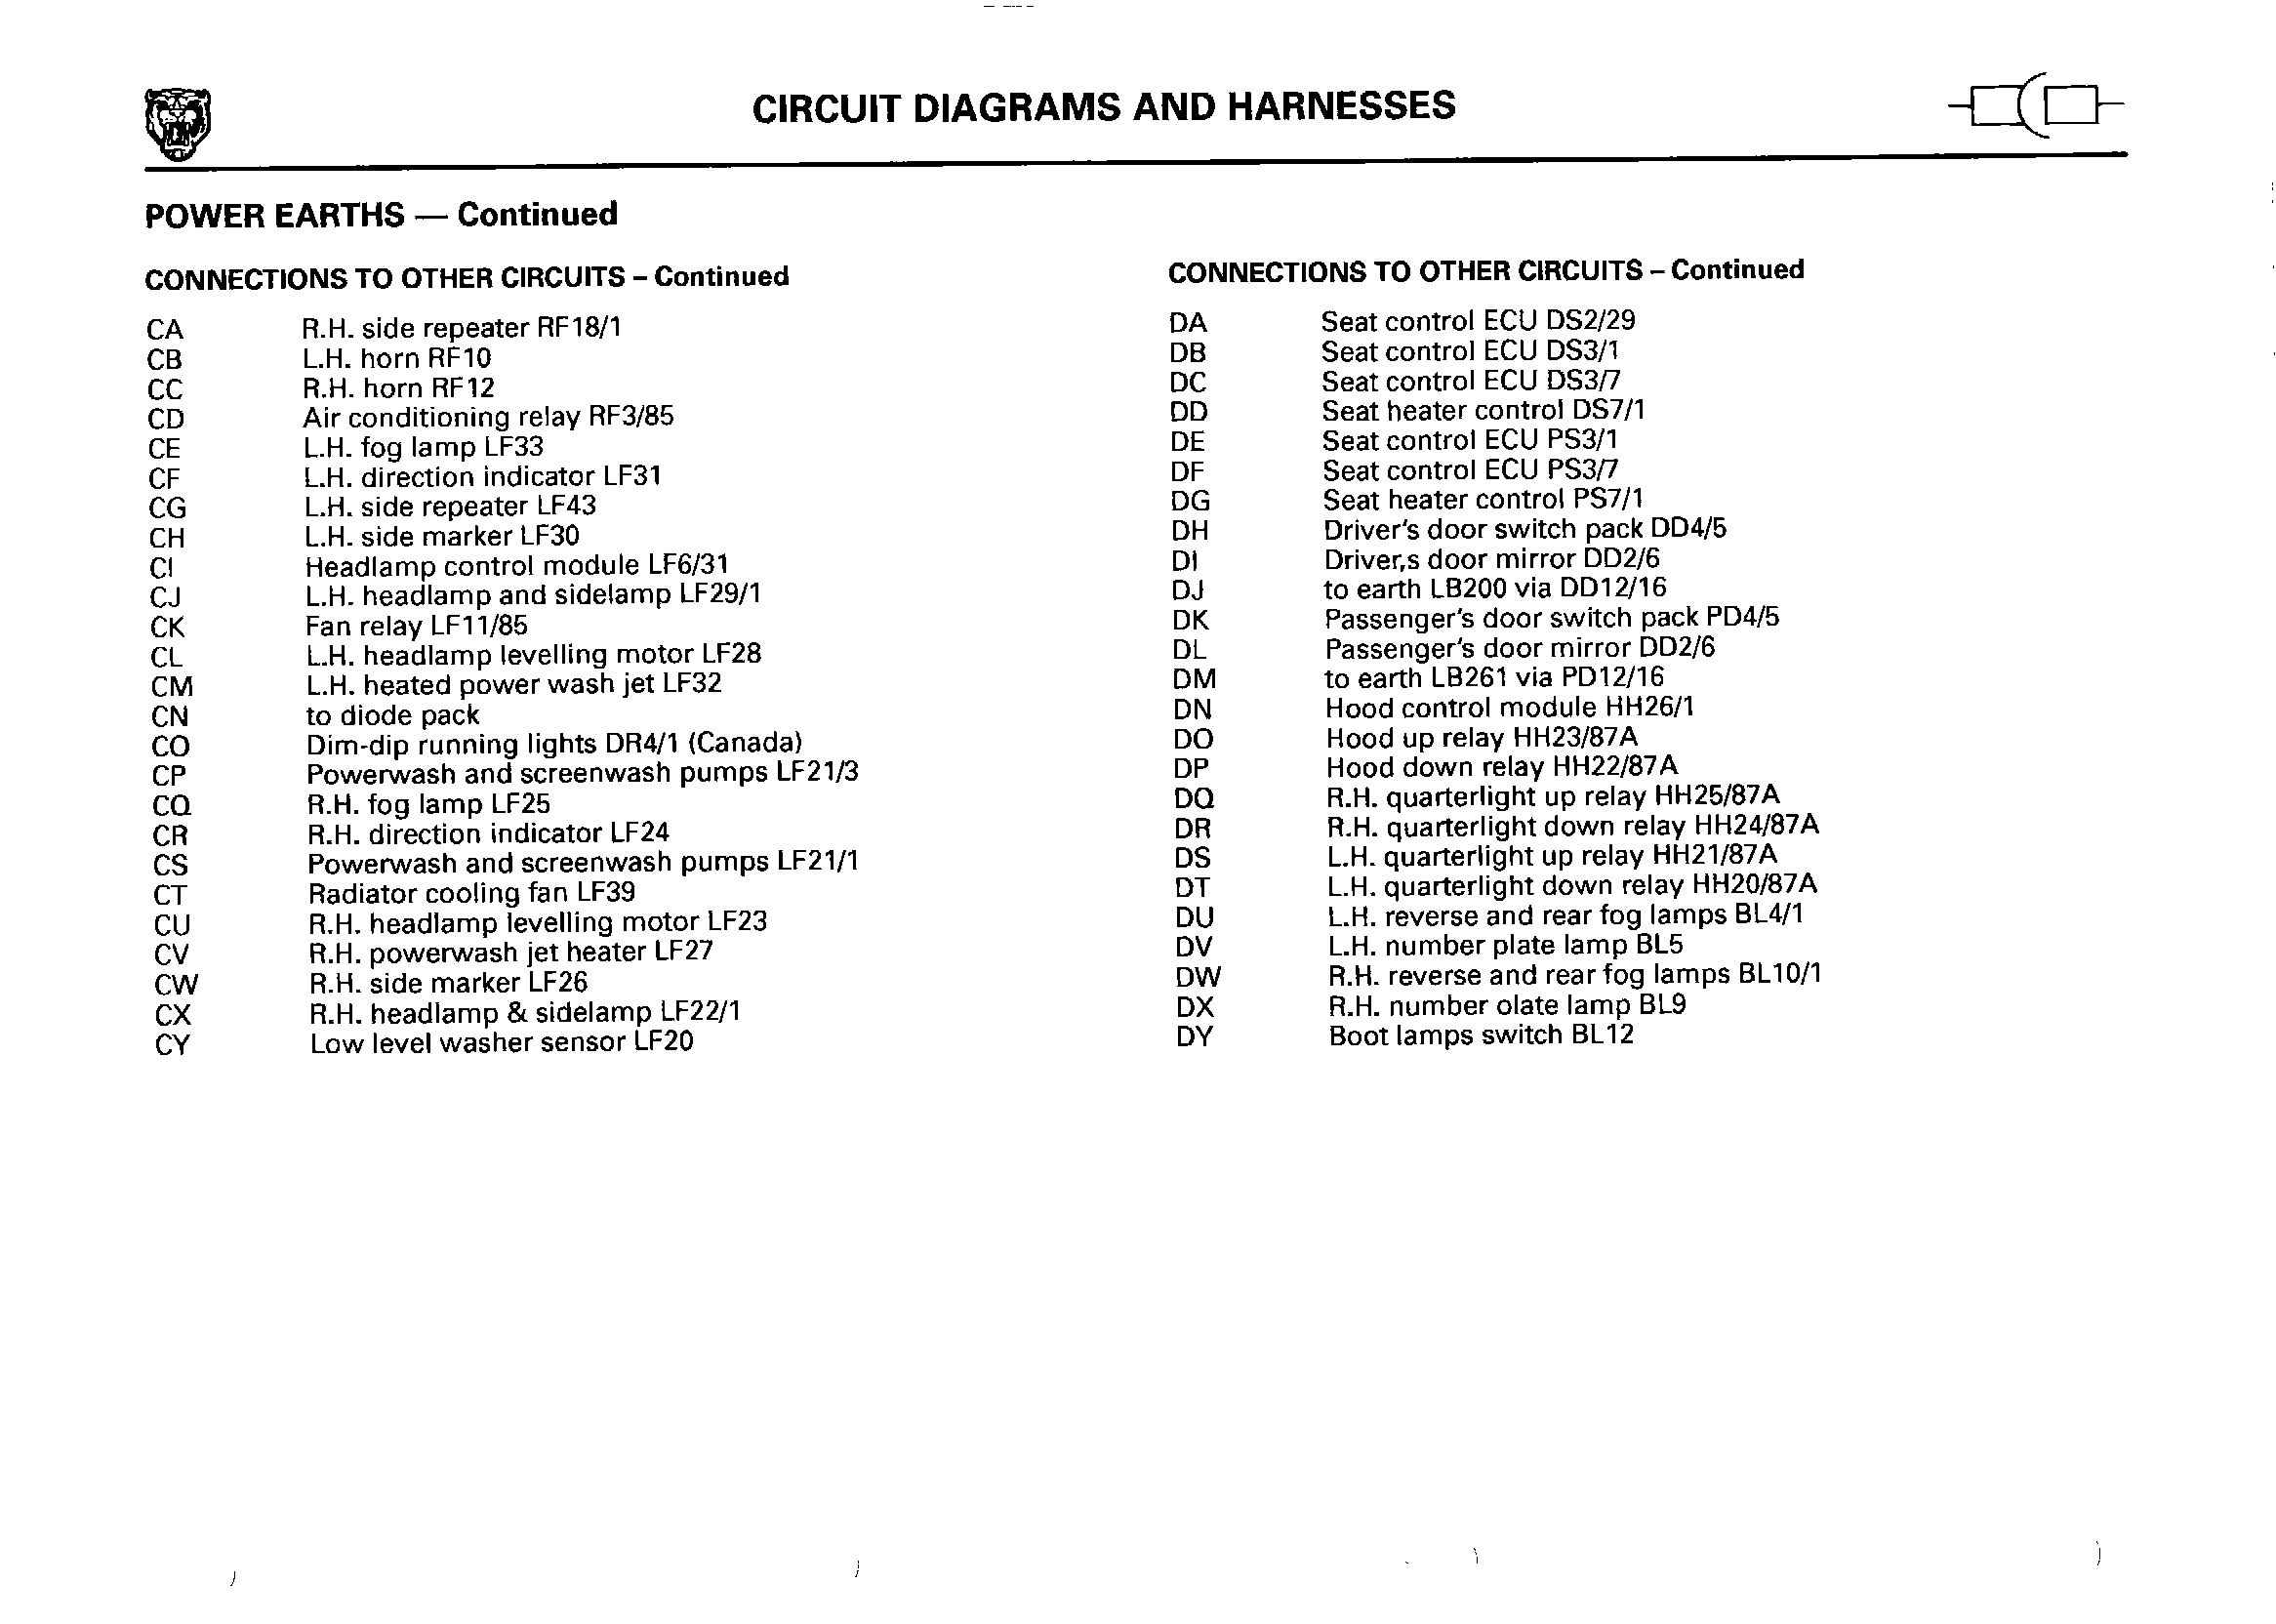 CIRCUIT DIAGRAMS AND HARNESSES
POWER EARTHS — Continued
CONNECTIONS TO OTHER CIRCUITS – Continued
CA R.H. side repeater RF18/1
CB L.H. horn RF10
CC R.H. horn RF12
CD Air conditioning relay RF3/85
CE L.H. fog lamp LF33
CF L.H. direction indicator LF31
CG L.H. side repeater LF43
CH L.H. side marker LF30
CI Headlamp control module LF6/31
CJ L.H. headlamp and sidelamp LF29/1
CK Fan relay LF11/85
CL L.H. headlamp levelling motor LF28
CM L.H. heated power wash jet LF32
CN to diode pack
CO Dim-dip running lights DR4/1 (Canada)
CP Powerwash and screenwash pumps LF21/3
CQ R.H. fog lamp LF25
CR R.H. direction indicator LF24
CS Powerwash and screenwash pumps LF21/1
CT Radiator cooling fan LF39
CU R.H. headlamp levelling motor LF23
CV R.H. powerwash jet heater LF27
CW R.H. side marker LF26
CX R.H. headlamp & sidelamp LF22/1
CY Low level washer sensor LF20
CONNECTIONS TO OTHER CIRCUITS – Continued
DA Seat control ECU DS2/29
DB Seat control ECU DS3/1
DC Seat control ECU DS3/7
DD Seat heater control DS7/1
DE Seat control ECU PS3/1
DF Seat control ECU PS3/7
DG Seat heater control PS7/1
DH Driver's door switch pack DD4/5
DI Driver,s door mirror DD2/6
DJ to earth LB200 via DD12/16
DK Passenger's door switch pack PD4/5
DL Passenger's door mirror DD2/6
DM to earth LB261 via PD12/16
DN Hood control module HH26/1
DO Hood up relay HH23/87A
DP Hood down relay HH22/87A
DQ R.H. quarterlight up relay HH25/87A
DR R.H. quarterlight down relay HH24/87A
DS L.H. quarterlight up relay HH21/87A
DT L.H. quarterlight down relay HH20/87A
DU L.H. reverse and rear fog lamps BL4/1
DV L.H. number plate lamp BL5
DW R.H. reverse and rear fog lamps BL10/1
DX R.H. number olate lamp BL9
DY Boot lamps switch BL12